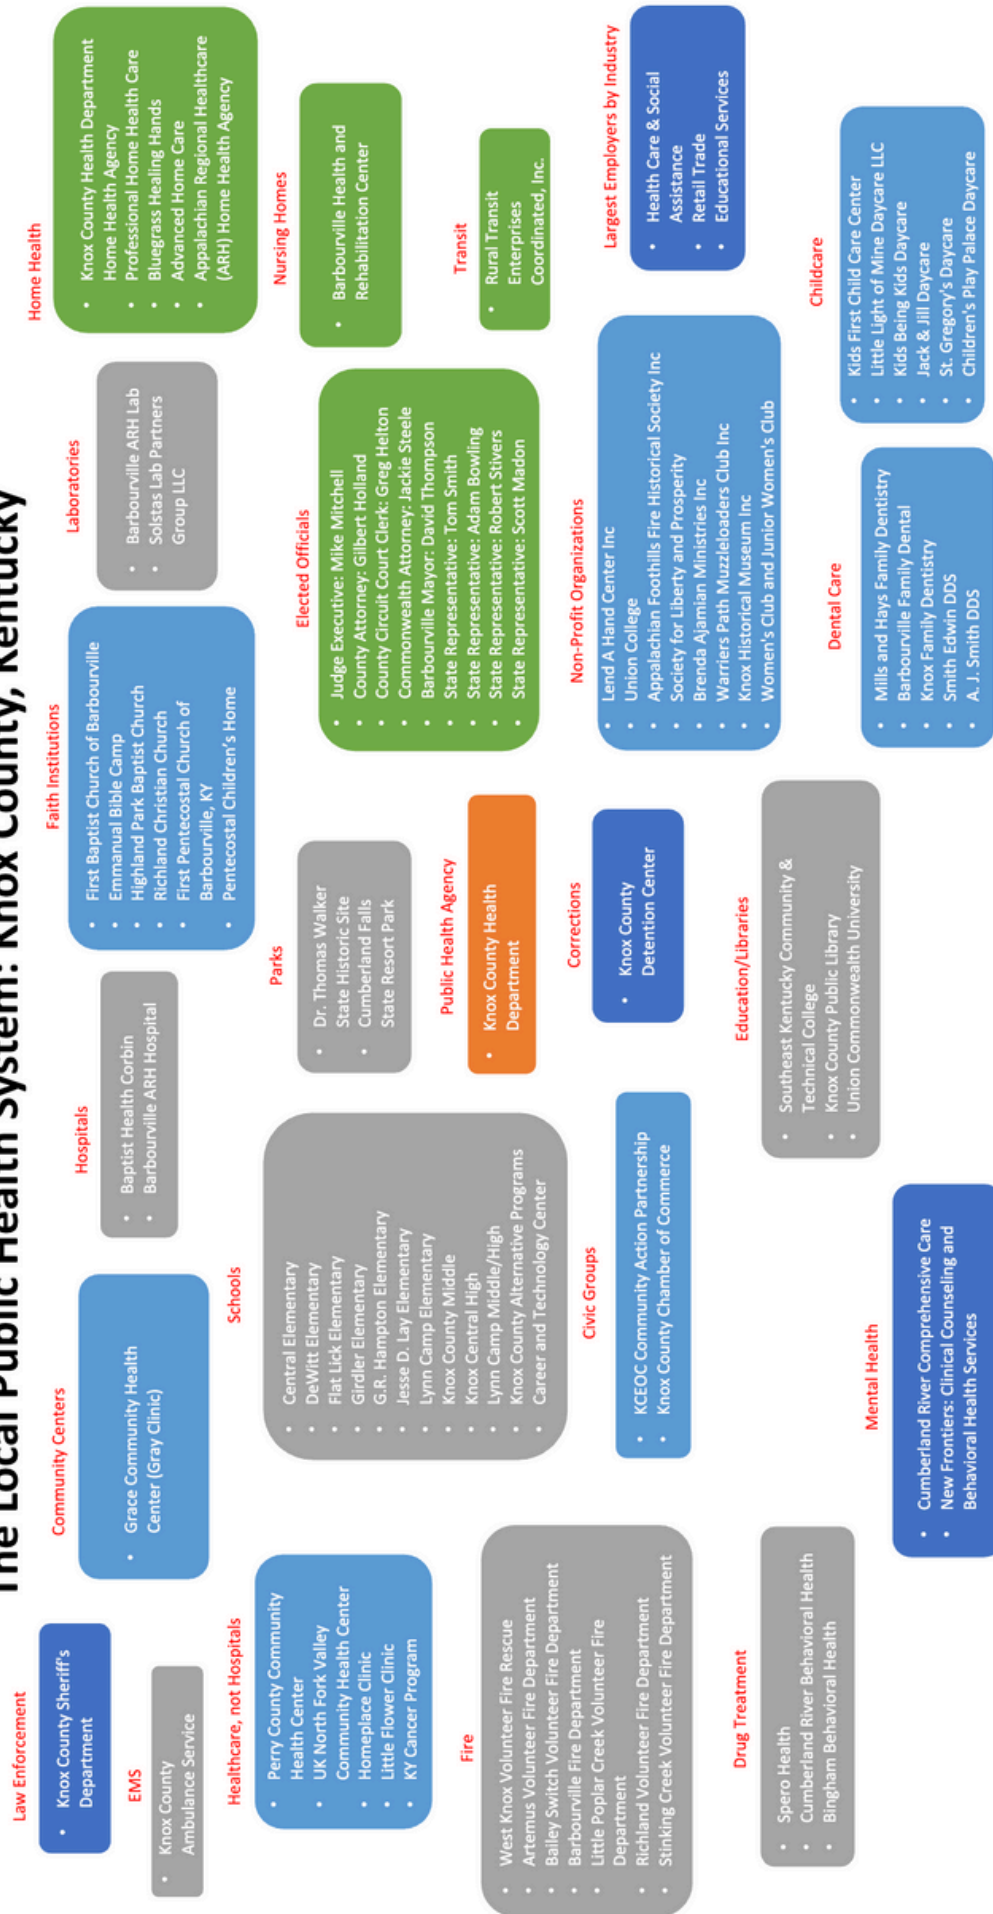 The Local Public Health System: Knox County, Kentucky
Law Enforcement
• Knox County Sheriff's
Department
EMS
• Knox County
Ambulance Service
Community Centers
• Grace Community Health
Center (Gray Clinic)
Hospitals
• Baptist Health Corbin
• Barbourville ARH Hospital
Faith Institutions
• First Baptist Church of Barbourville
• Emmanual Bible Camp
• Highland Park Baptist Church
• Richland Christian Church
• First Pentecostal Church of
Barbourville, KY
• Pentecostal Children's Home
Laboratories
• Barbourville ARH Lab
• Solstas Lab Partners
Group LLC
Home Health
• Knox County Health Department
Home Health Agency
• Professional Home Health Care
• Bluegrass Healing Hands
• Advanced Home Care
• Appalachian Regional Healthcare
(ARH) Home Health Agency
Healthcare, not Hospitals
• Perry County Community
Health Center
• UK North Fork Valley
Community Health Center
• Homeplace Clinic
• Little Flower Clinic
• KY Cancer Program
Schools
• Central Elementary
• DeWitt Elementary
• Flat Lick Elementary
• Girdler Elementary
• G.R. Hampton Elementary
• Jesse D. Lay Elementary
• Lynn Camp Elementary
• Knox County Middle
• Knox Central High
• Lynn Camp Middle/High
• Knox County Alternative Programs
• Career and Technology Center
Parks
• Dr. Thomas Walker
State Historic Site
• Cumberland Falls
State Resort Park
Elected Officials
• Judge Executive: Mike Mitchell
• County Attorney: Gilbert Holland
• County Circuit Court Clerk: Greg Helton
• Commonwealth Attorney: Jackie Steele
• Barbourville Mayor: David Thompson
• State Representative: Tom Smith
• State Representative: Adam Bowling
• State Representative: Robert Stivers
• State Representative: Scott Madon
Nursing Homes
• Barbourville Health and
Rehabilitation Center
Transit
• Rural Transit
Enterprises
Coordinated, Inc.
Public Health Agency
• Knox County Health
Department
Fire
• West Knox Volunteer Fire Rescue
• Artemus Volunteer Fire Department
• Bailey Switch Volunteer Fire Department
• Barbourville Fire Department
• Little Poplar Creek Volunteer Fire
Department
• Richland Volunteer Fire Department
• Stinking Creek Volunteer Fire Department
Civic Groups
• KCEOC Community Action Partnership
• Knox County Chamber of Commerce
Corrections
• Knox County
Detention Center
Non-Profit Organizations
• Lend A Hand Center Inc
• Union College
• Appalachian Foothills Fire Historical Society Inc
• Society for Liberty and Prosperity
• Brenda Ajamian Ministries Inc
• Warriers Path Muzzleloaders Club Inc
• Knox Historical Museum Inc
• Women's Club and Junior Women's Club
Largest Employers by Industry
• Health Care & Social
Assistance
• Retail Trade
• Educational Services
Drug Treatment
• Spero Health
• Cumberland River Behavioral Health
• Bingham Behavioral Health
Mental Health
• Cumberland River Comprehensive Care
• New Frontiers: Clinical Counseling and
Behavioral Health Services
Education/Libraries
• Southeast Kentucky Community &
Technical College
• Knox County Public Library
• Union Commonwealth University
Dental Care
• Mills and Hays Family Dentistry
• Barbourville Family Dental
• Knox Family Dentistry
• Smith Edwin DDS
• A. J. Smith DDS
Childcare
• Kids First Child Care Center
• Little Light of Mine Daycare LLC
• Kids Being Kids Daycare
• Jack & Jill Daycare
• St. Gregory's Daycare
• Children's Play Palace Daycare